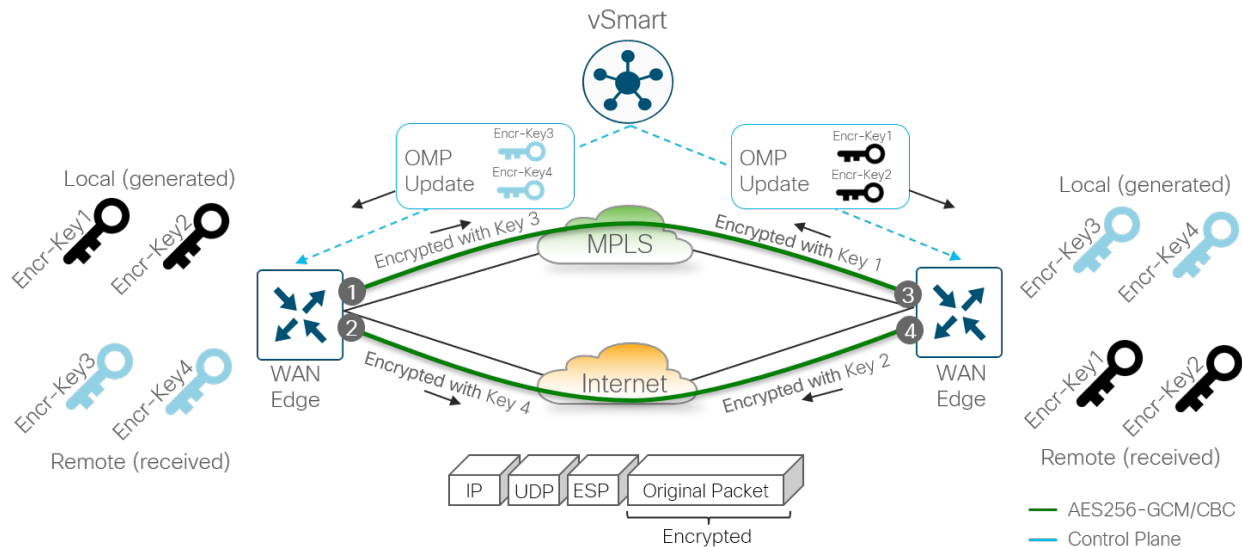 vSmart
OMP
Update
Encr-Key3
Encr-Key4
OMP
Update
Encr-Key1
Encr-Key2
Local (generated)
Encr-Key1
Encr-Key2
Local (generated)
Encr-Key3
Encr-Key4
Encrypted with Key 3
MPLS
Encrypted with Key 1
1
2
3
4
WAN
Edge
WAN
Edge
Encr-Key3
Encr-Key4
Remote (received)
Encr-Key1
Encr-Key2
Remote (received)
Encrypted with Key 4
Internet
Encrypted with Key 2
IP
UDP
ESP
Original Packet
Encrypted
AES256-GCM/CBC
Control Plane